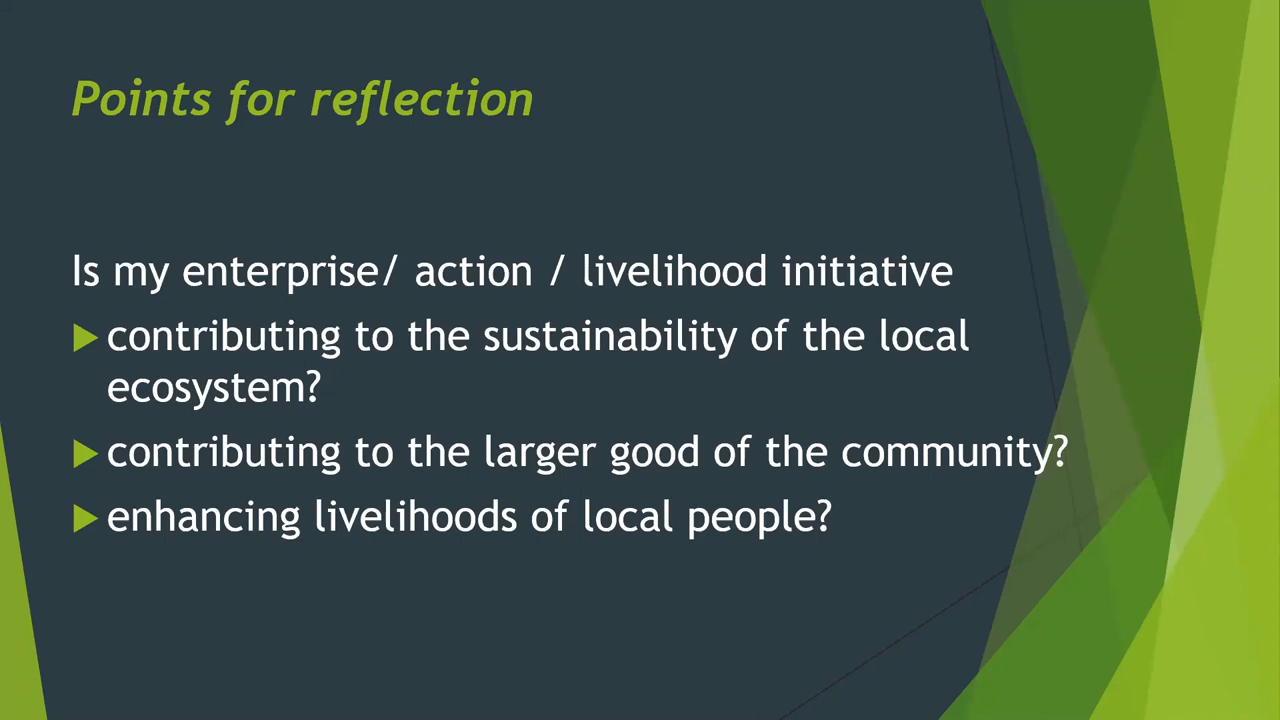 Points for reflection
Is my enterprise/ action / livelihood initiative
contributing to the sustainability of the local
ecosystem?
contributing to the larger good of the community?
enhancing livelihoods of local people?